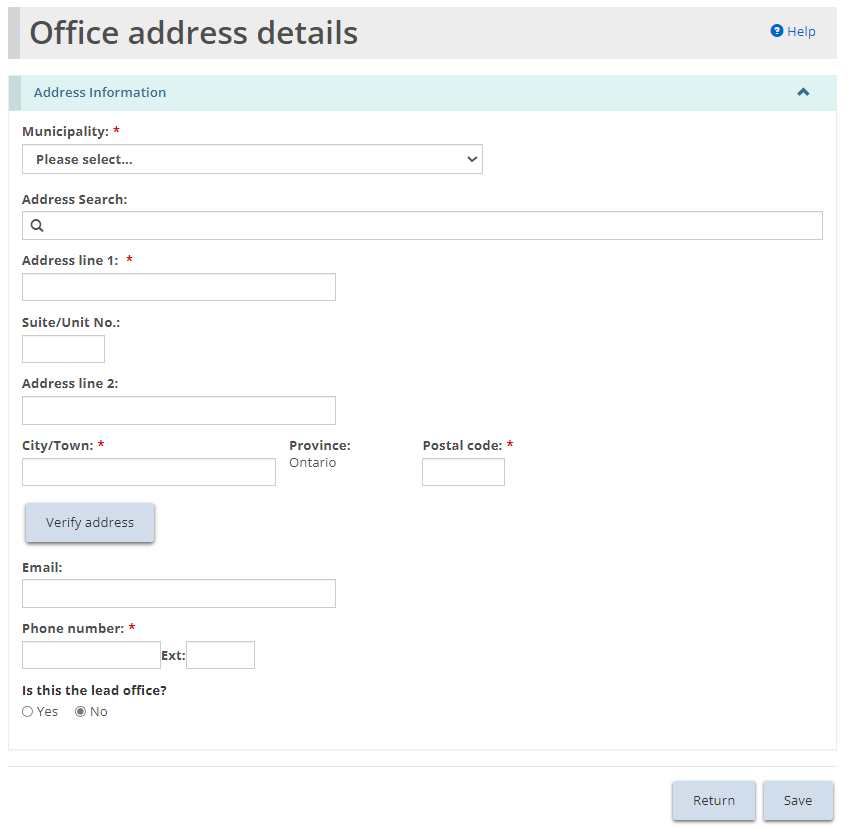 Office address details
Help
Address Information
Municipality: *
Please select...
Address Search:
Address line 1: *
Suite/Unit No.:
Address line 2:
City/Town: * Province: Postal code: *
Ontario
Verify address
Email:
Phone number: *
Ext:
Is this the lead office?
Yes No
Return Save